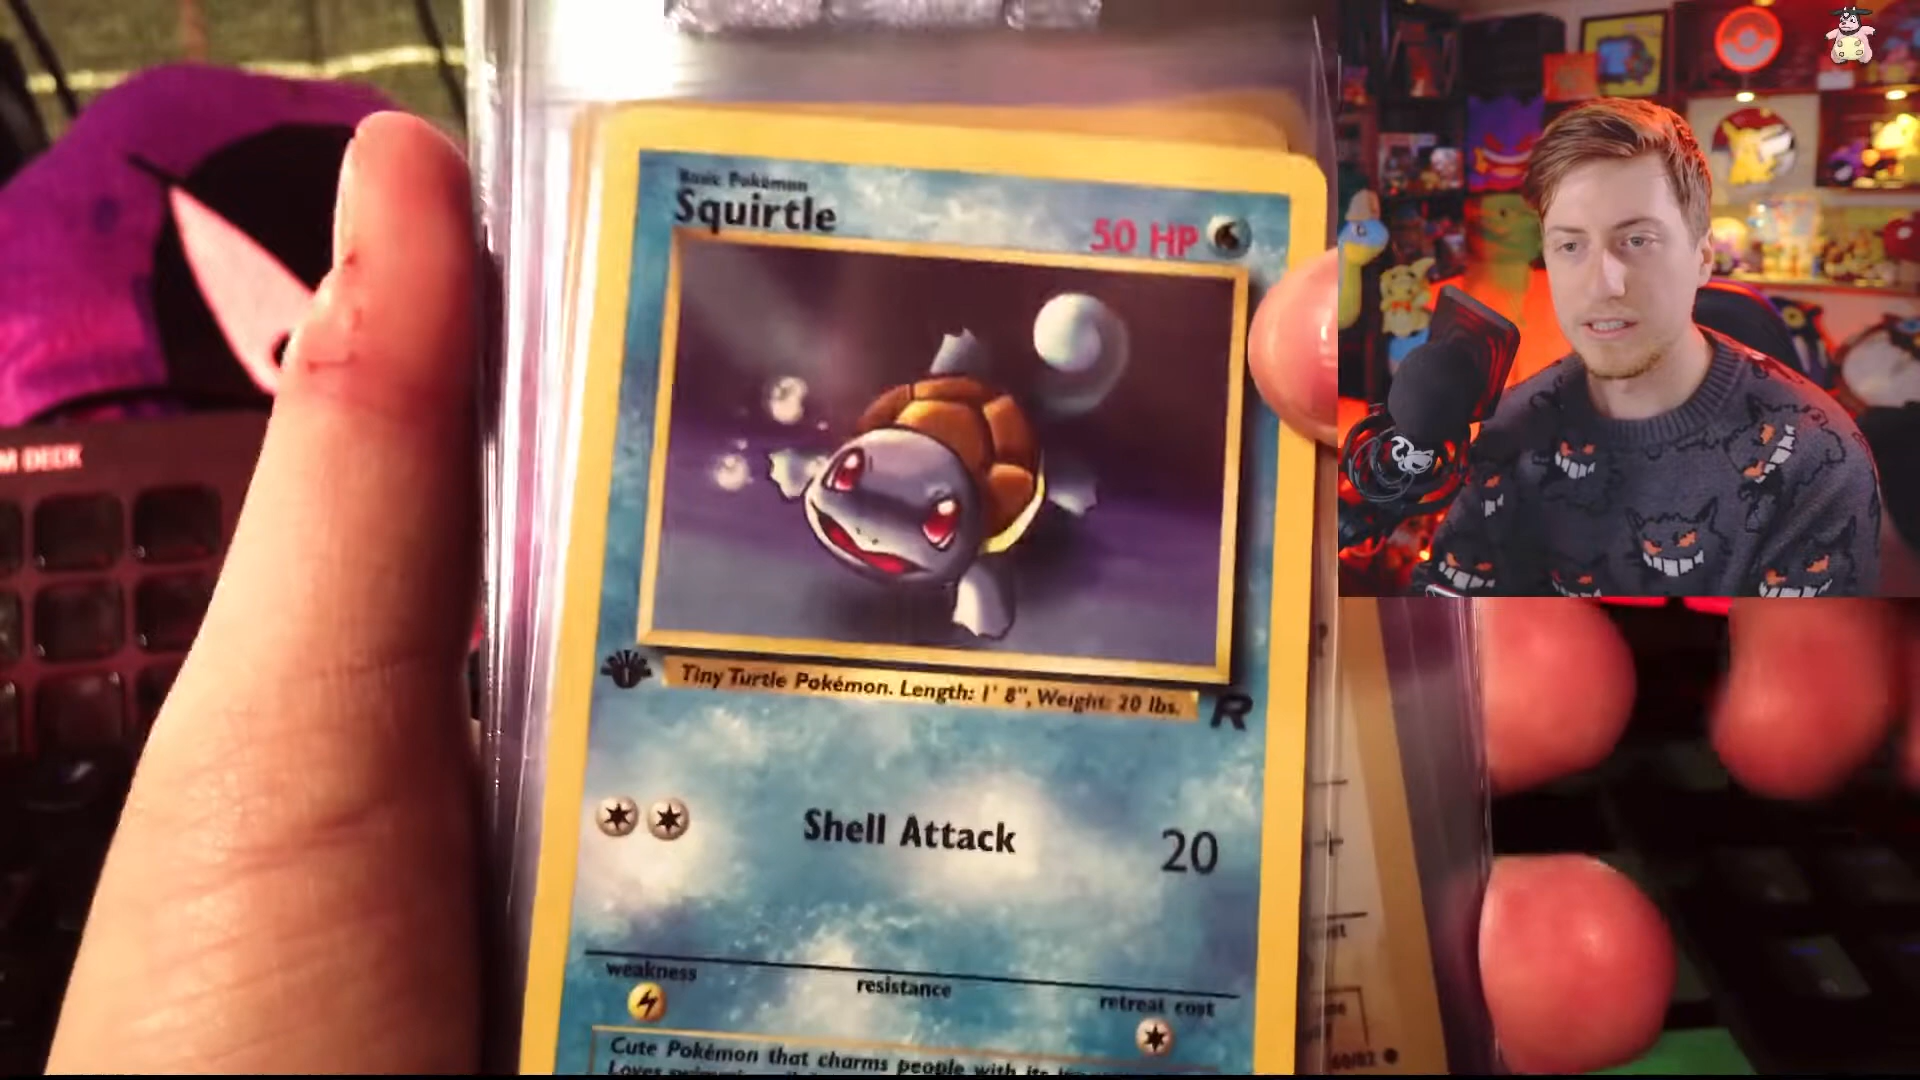 M DECK
Basic Pokémon
Squirtle
50 HP
Tiny Turtle Pokémon. Length: 1' 8", Weight: 20 lbs.
R
Shell Attack
20
weakness
resistance
retreat cost
Cute Pokémon that charms people with its
Loves